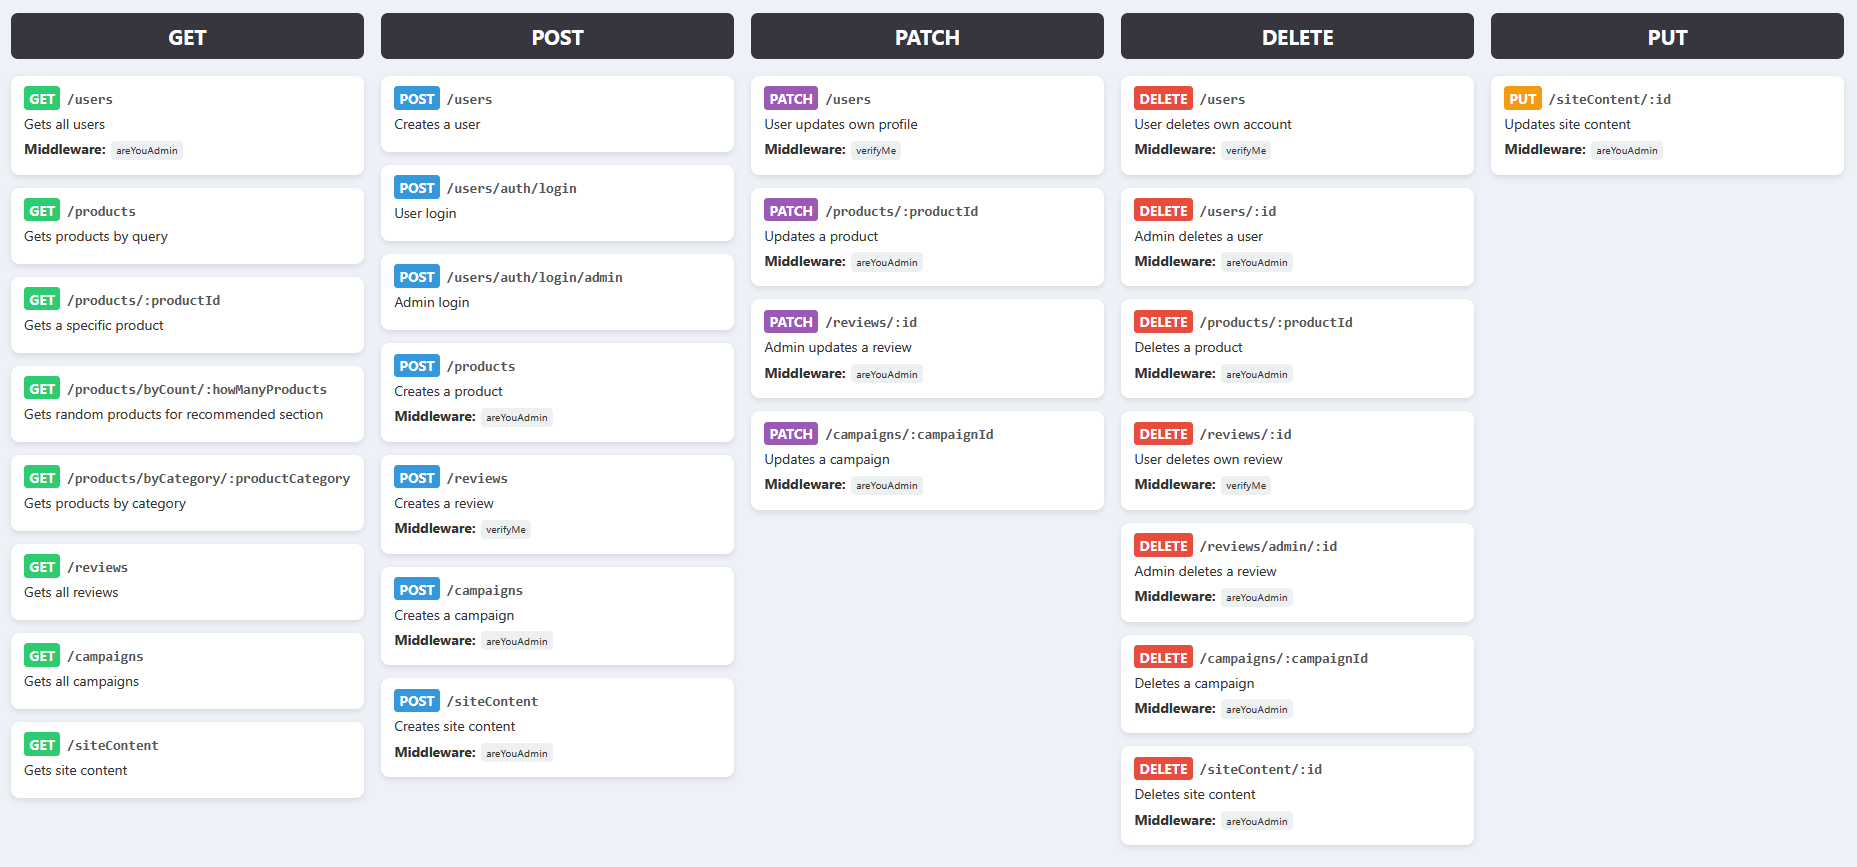 GET
GET /users
Gets all users
Middleware: areYouAdmin
GET /products
Gets products by query
GET /products/:productId
Gets a specific product
GET /products/byCount/:howManyProducts
Gets random products for recommended section
GET /products/byCategory/:productCategory
Gets products by category
GET /reviews
Gets all reviews
GET /campaigns
Gets all campaigns
GET /siteContent
Gets site content
POST
POST /users
Creates a user
POST /users/auth/login
User login
POST /users/auth/login/admin
Admin login
POST /products
Creates a product
Middleware: areYouAdmin
POST /reviews
Creates a review
Middleware: verifyMe
POST /campaigns
Creates a campaign
Middleware: areYouAdmin
POST /siteContent
Creates site content
Middleware: areYouAdmin
PATCH
PATCH /users
User updates own profile
Middleware: verifyMe
PATCH /products/:productId
Updates a product
Middleware: areYouAdmin
PATCH /reviews/:id
Admin updates a review
Middleware: areYouAdmin
PATCH /campaigns/:campaignId
Updates a campaign
Middleware: areYouAdmin
DELETE
DELETE /users
User deletes own account
Middleware: verifyMe
DELETE /users/:id
Admin deletes a user
Middleware: areYouAdmin
DELETE /products/:productId
Deletes a product
Middleware: areYouAdmin
DELETE /reviews/:id
User deletes own review
Middleware: verifyMe
DELETE /reviews/admin/:id
Admin deletes a review
Middleware: areYouAdmin
DELETE /campaigns/:campaignId
Deletes a campaign
Middleware: areYouAdmin
DELETE /siteContent/:id
Deletes site content
Middleware: areYouAdmin
PUT
PUT /siteContent/:id
Updates site content
Middleware: areYouAdmin